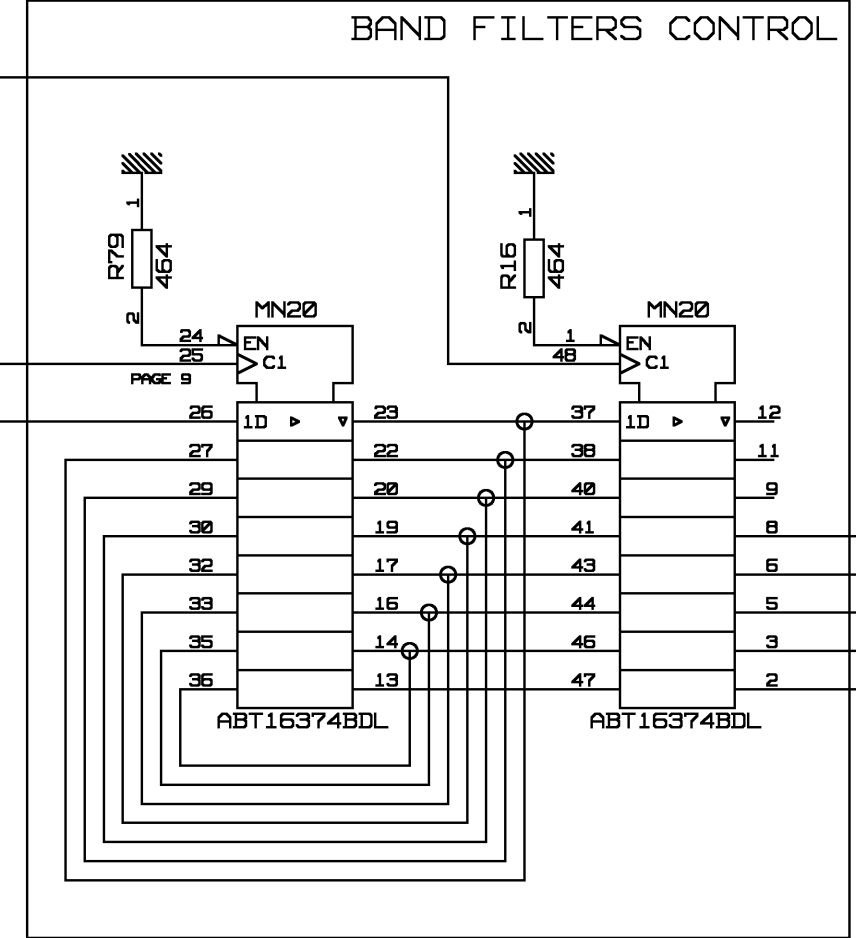 BAND FILTERS CONTROL
1 1
R79 464 R16 464
2 2
MN20 MN20
24 EN 1 EN
25 C1 48 C1
PAGE 9
26 1D 23 37 1D 12
27 22 38 11
29 20 40 9
30 19 41 8
32 17 43 6
33 16 44 5
35 14 46 3
36 13 47 2
ABT16374BDL ABT16374BDL